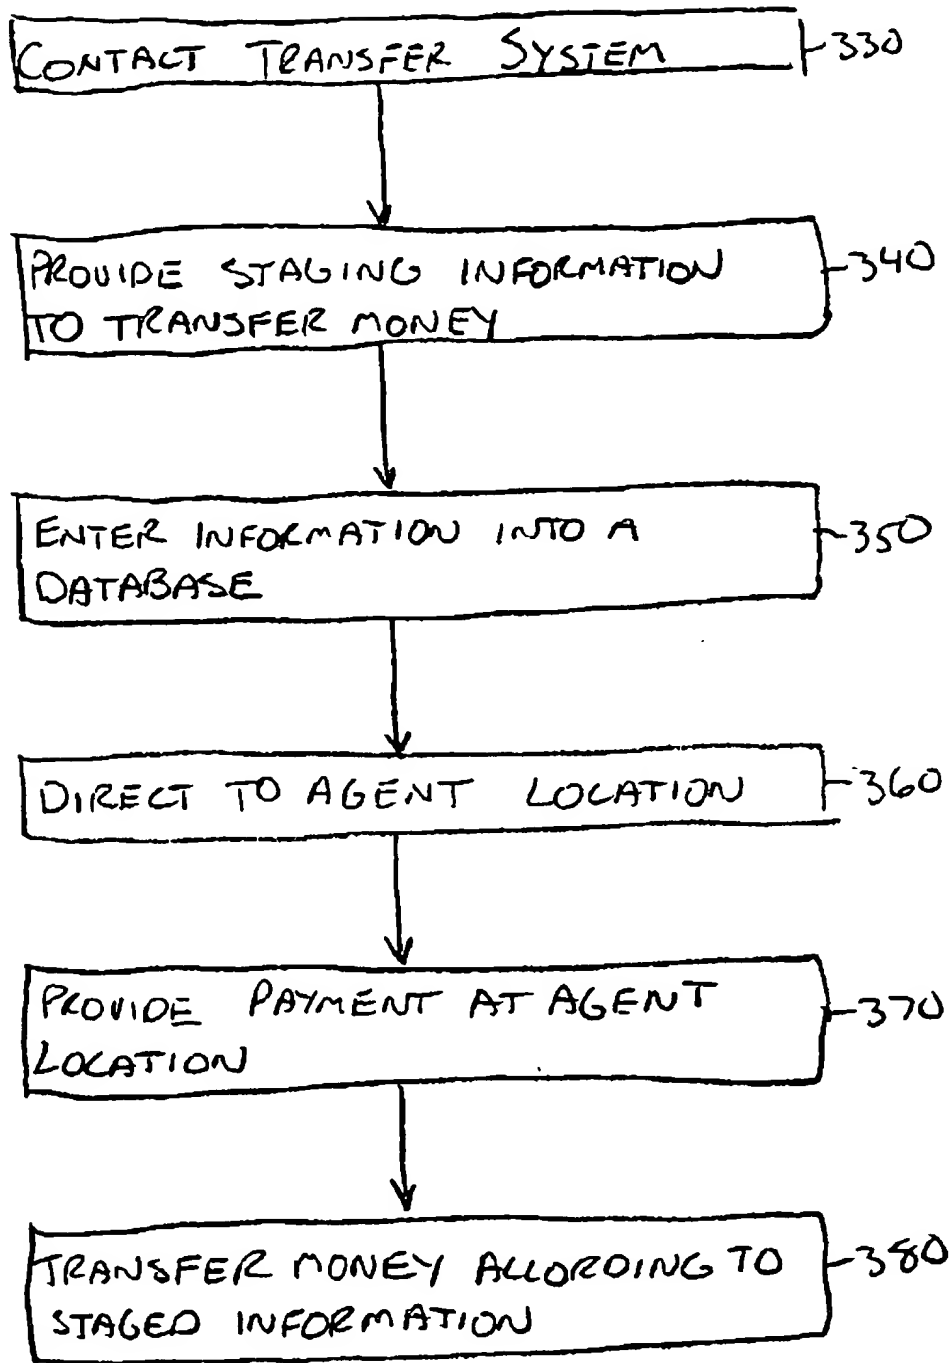 CONTACT TRANSFER SYSTEM 330
PROVIDE STAGING INFORMATION 340
TO TRANSFER MONEY
ENTER INFORMATION INTO A 350
DATABASE
DIRECT TO AGENT LOCATION 360
PROVIDE PAYMENT AT AGENT 370
LOCATION
TRANSFER MONEY ACCORDING TO 380
STAGED INFORMATION